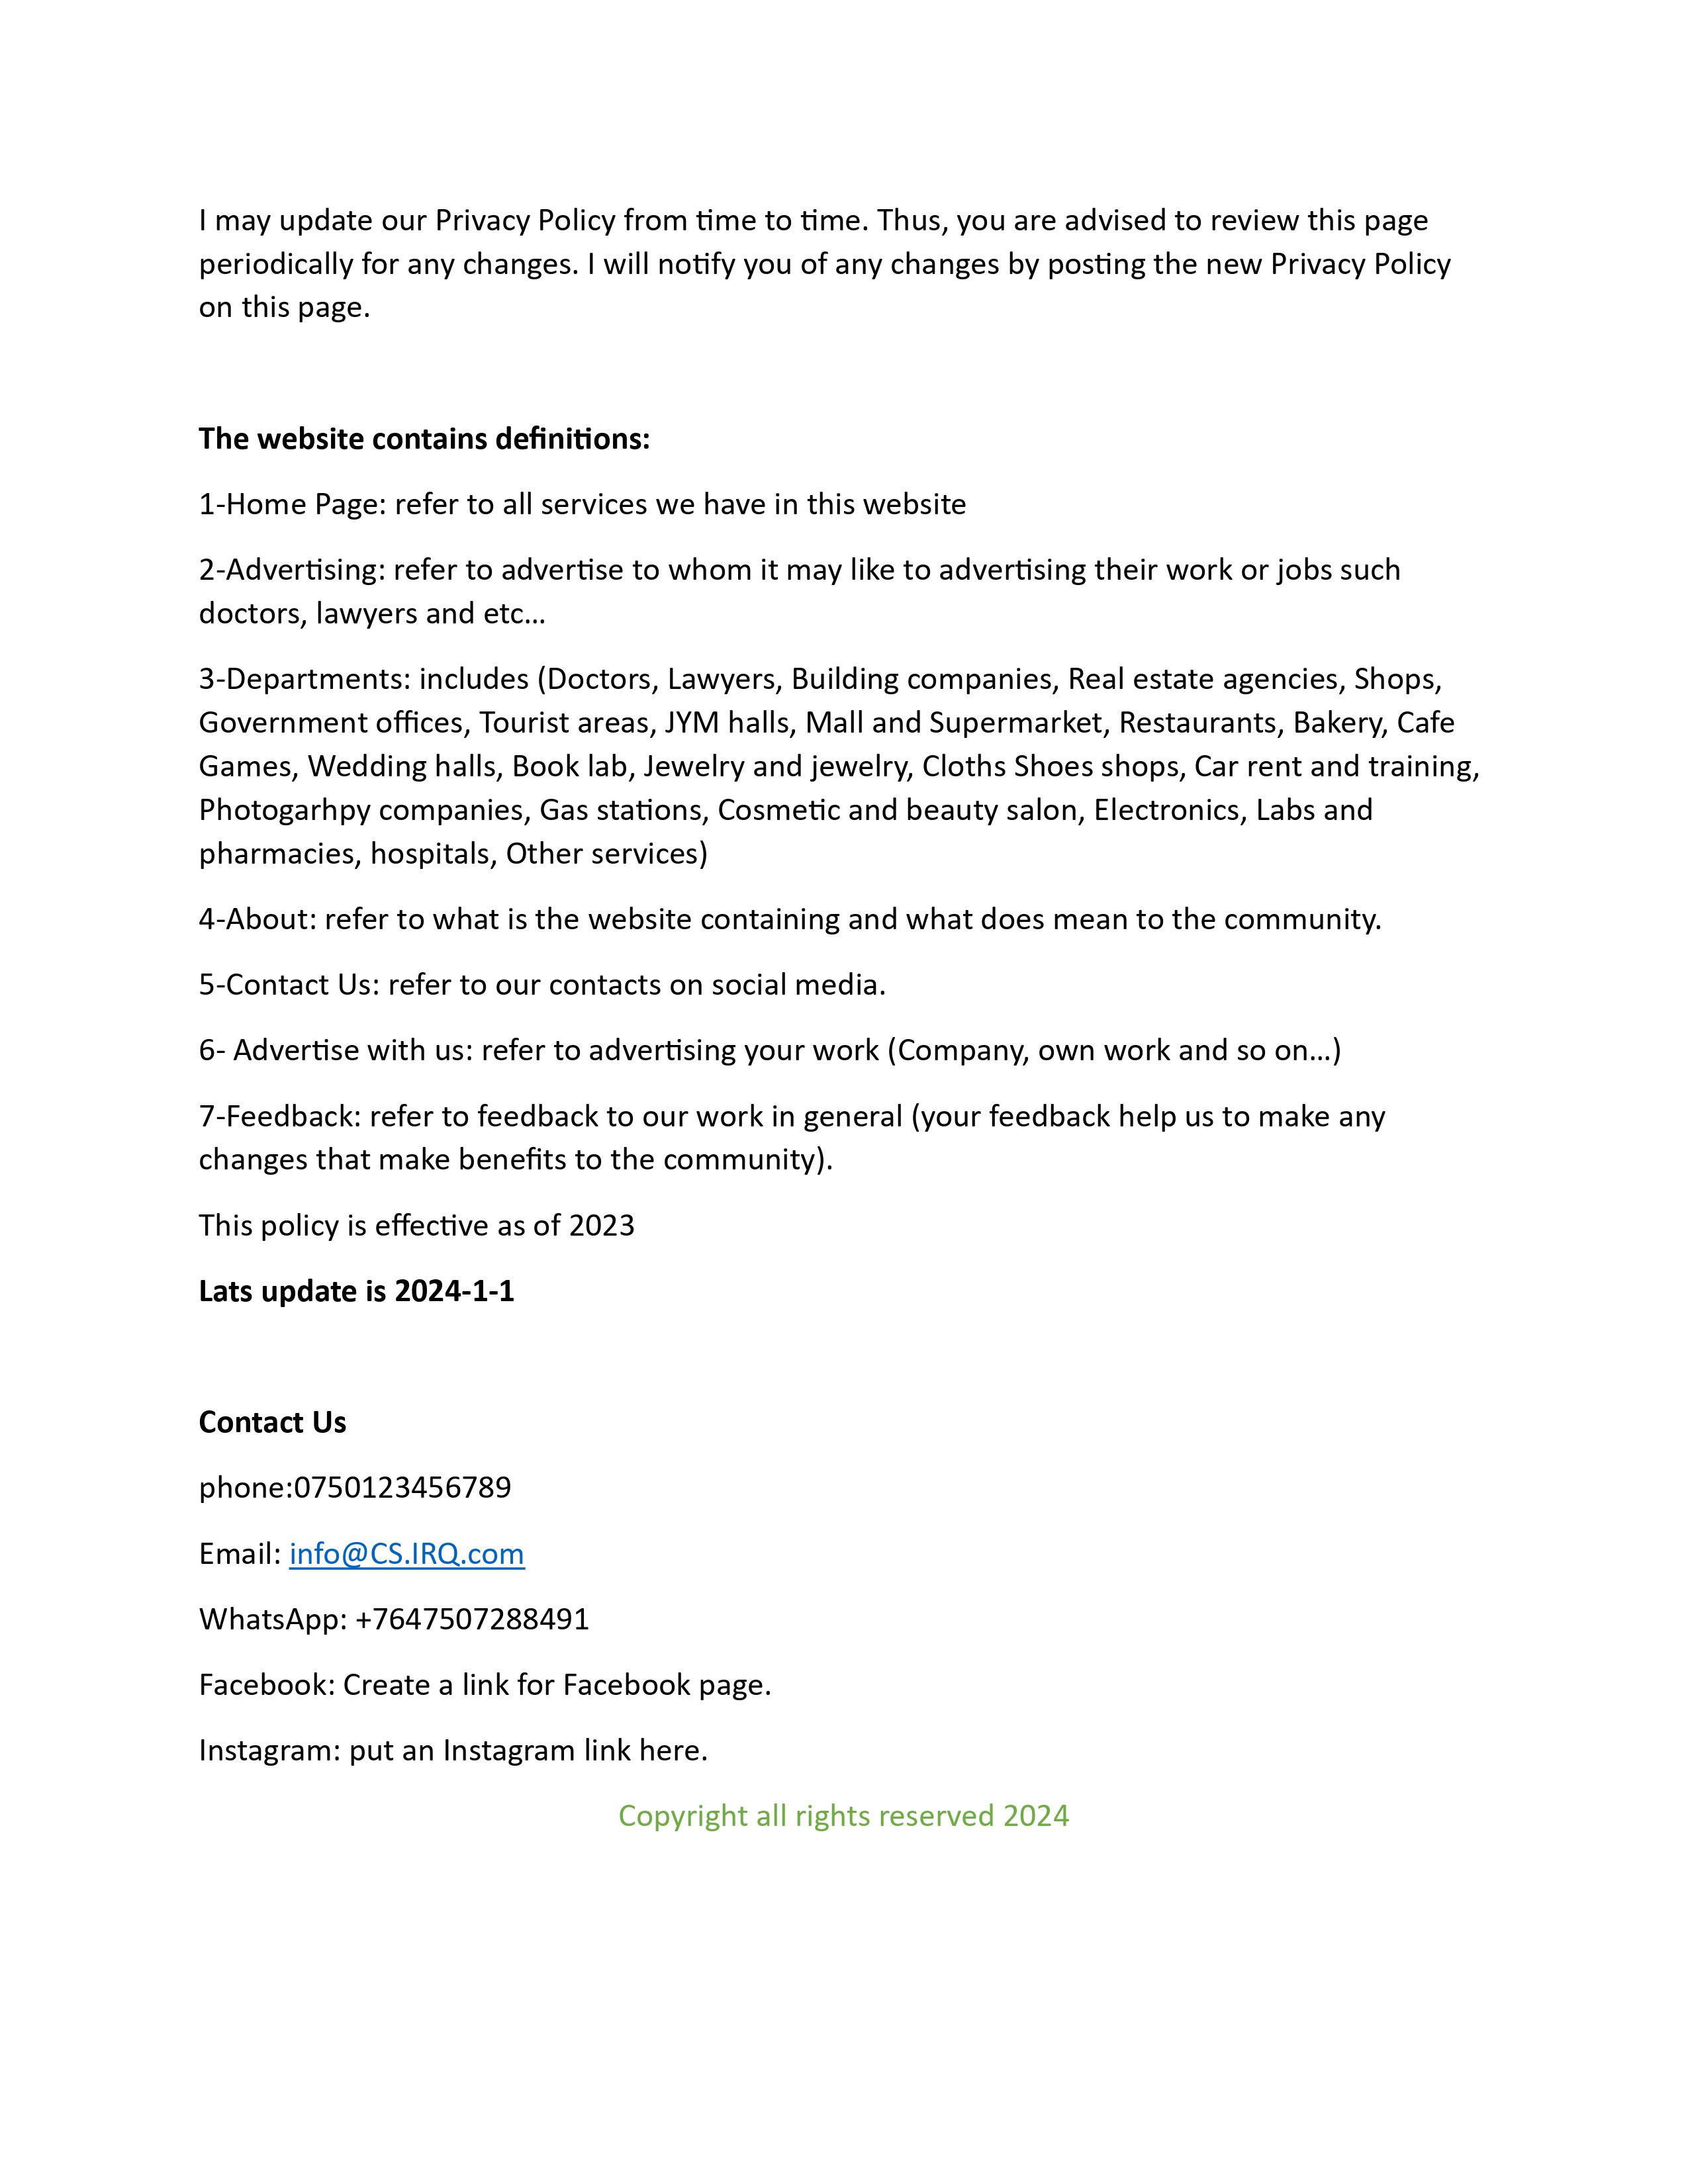 I may update our Privacy Policy from time to time. Thus, you are advised to review this page
periodically for any changes. I will notify you of any changes by posting the new Privacy Policy
on this page.
The website contains definitions:
1-Home Page: refer to all services we have in this website
2-Advertising: refer to advertise to whom it may like to advertising their work or jobs such
doctors, lawyers and etc...
3-Departments: includes (Doctors, Lawyers, Building companies, Real estate agencies, Shops,
Government offices, Tourist areas, JYM halls, Mall and Supermarket, Restaurants, Bakery, Cafe
Games, Wedding halls, Book lab, Jewelry and jewelry, Cloths Shoes shops, Car rent and training,
Photogarhpy companies, Gas stations, Cosmetic and beauty salon, Electronics, Labs and
pharmacies, hospitals, Other services)
4-About: refer to what is the website containing and what does mean to the community.
5-Contact Us: refer to our contacts on social media.
6- Advertise with us: refer to advertising your work (Company, own work and so on...)
7-Feedback: refer to feedback to our work in general (your feedback help us to make any
changes that make benefits to the community).
This policy is effective as of 2023
Lats update is 2024-1-1
Contact Us
phone:0750123456789
Email: info@CS.IRQ.com
WhatsApp: +7647507288491
Facebook: Create a link for Facebook page.
Instagram: put an Instagram link here.
Copyright all rights reserved 2024